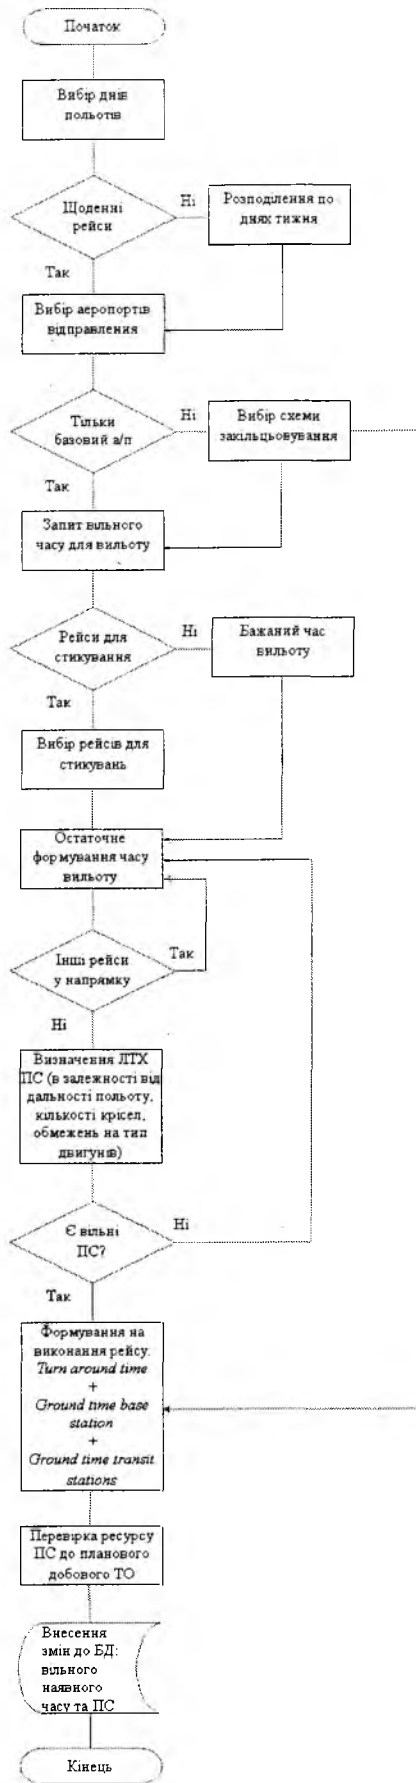 Початок
Вибір днів
польотів
Щоденні
рейси
Ні
Розподілення по
днях тижня
Так
Вибір аеропортів
відправлення
Тільки
базовий а/п
Ні
Вибір схеми
закільцьовування
Так
Запит вільного
часу для вильоту
Рейси для
стикування
Ні
Бажаний час
вильоту
Так
Вибір рейсів для
стикувань
Остаточне
формування часу
вильоту
Інші рейси
у напрямку
Так
Ні
Визначення ЛТХ
ПС (в залежності від
дальності польоту,
кількості крісел,
обмежень на тип
двигунів)
Є вільні
ПС?
Ні
Так
Формування на
виконання рейсу:
Turn around time
+
Ground time base
station
+
Ground time transit
stations
Перевірка ресурсу
ПС до планового
добового ТО
Внесення
змін до БД:
вільного
наявного
часу та ПС
Кінець